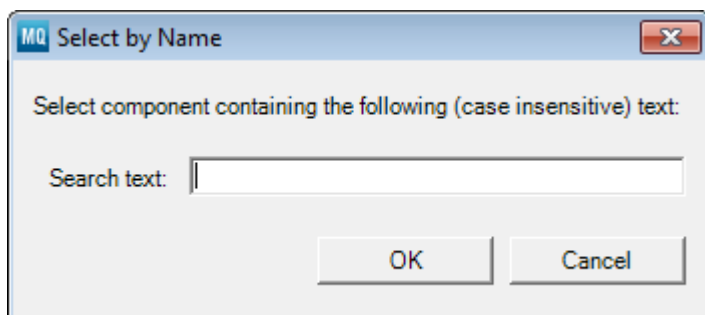 MQ Select by Name
Select component containing the following (case insensitive) text:
Search text:
OK Cancel